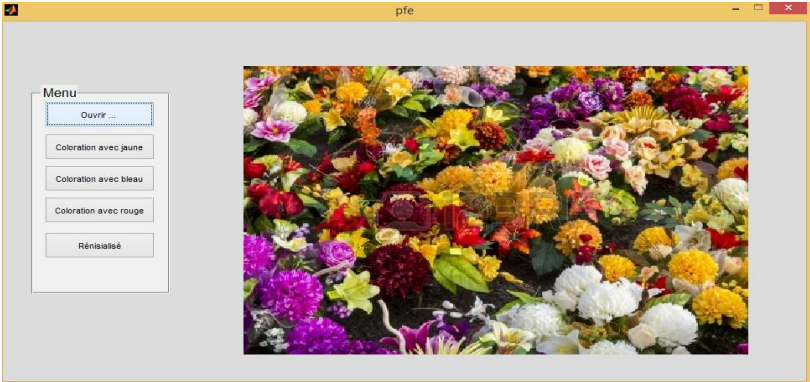 pfe
Menu
Ouvrir ...
Coloration avec jaune
Coloration avec bleau
Coloration avec rouge
Rénisialisé